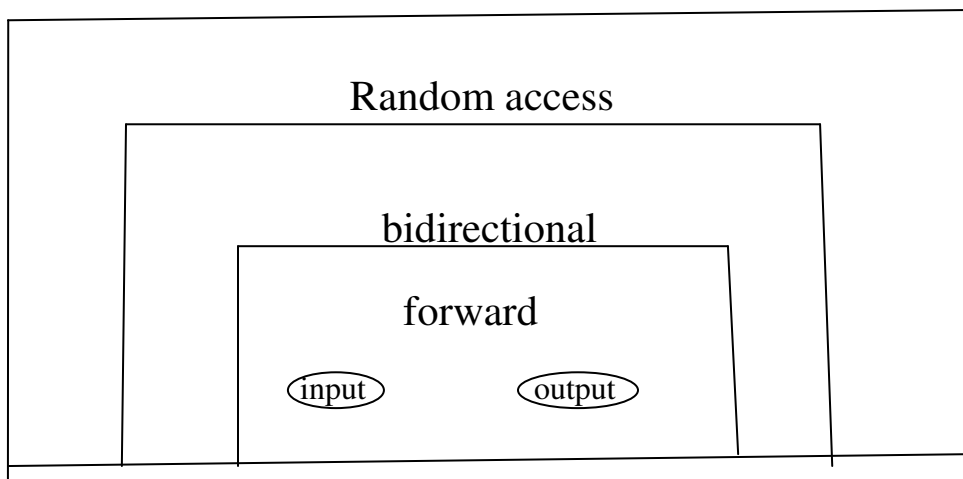 Random access
bidirectional
forward
input output